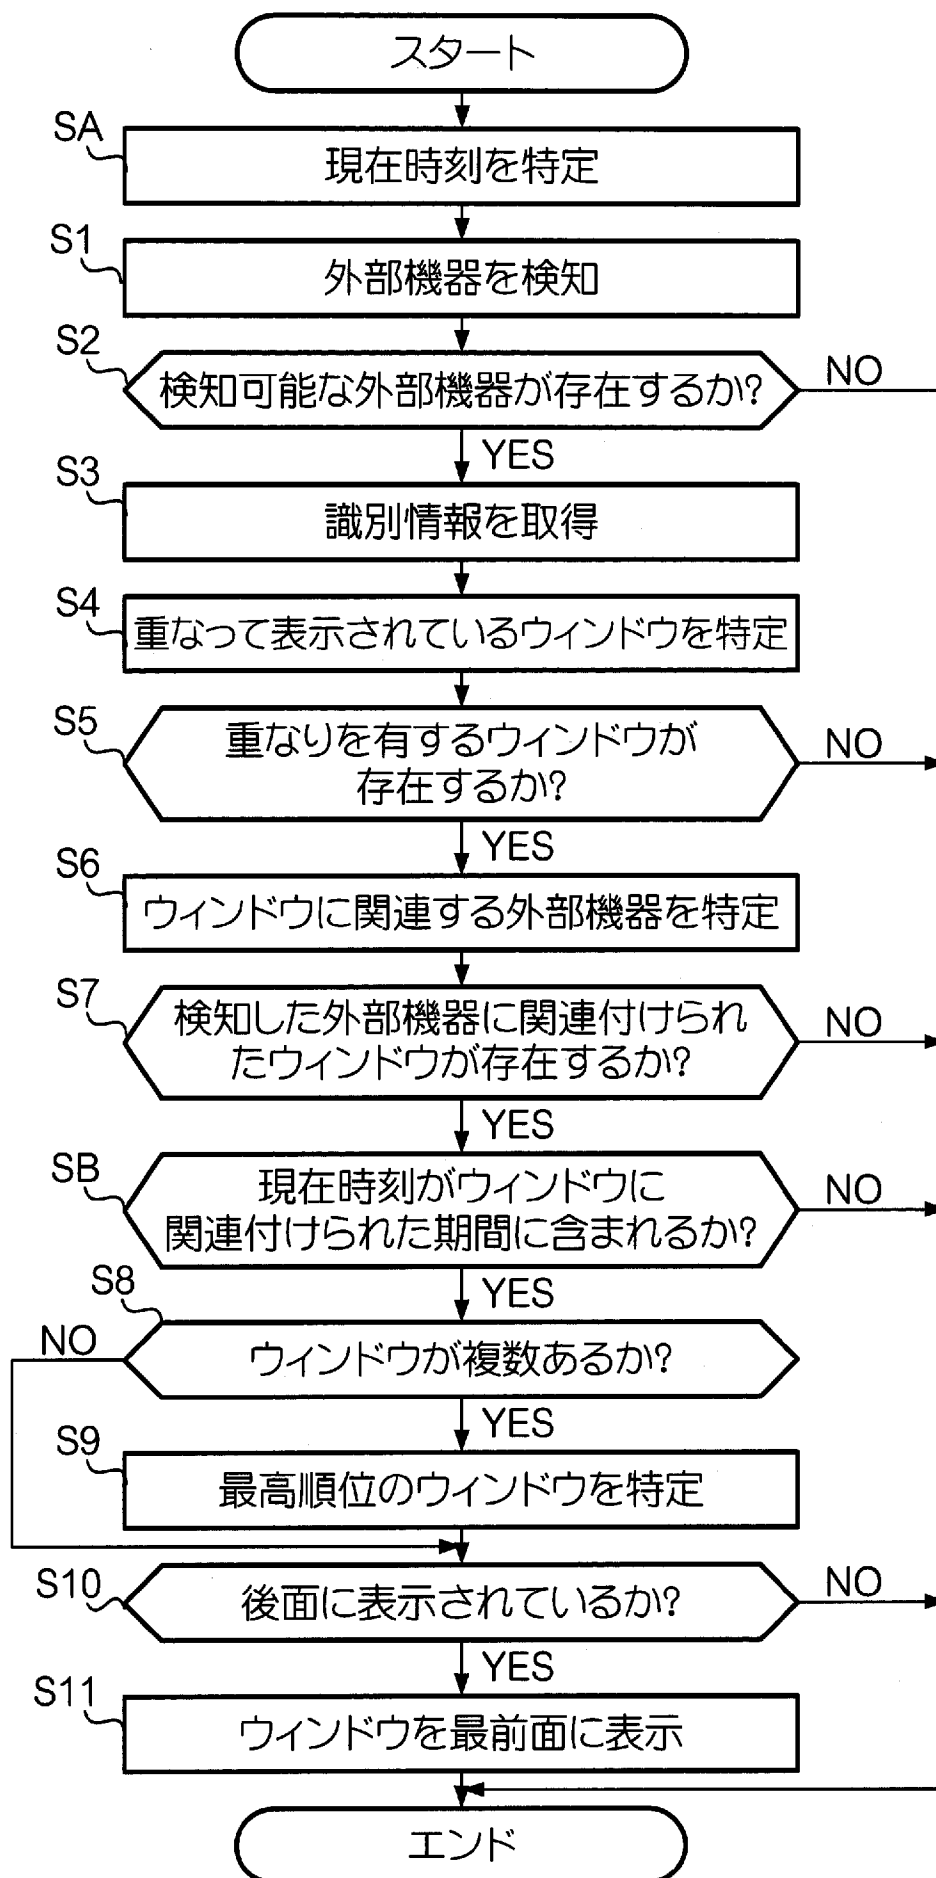 スタート
SA
現在時刻を特定
S1
外部機器を検知
S2
検知可能な外部機器が存在するか?
NO
YES
S3
識別情報を取得
S4
重なって表示されているウィンドウを特定
S5
重なりを有するウィンドウが
存在するか?
NO
YES
S6
ウィンドウに関連する外部機器を特定
S7
検知した外部機器に関連付けられ
たウィンドウが存在するか?
NO
YES
SB
現在時刻がウィンドウに
関連付けられた期間に含まれるか?
NO
YES
S8
NO
ウィンドウが複数あるか?
YES
S9
最高順位のウィンドウを特定
S10
後面に表示されているか?
NO
YES
S11
ウィンドウを最前面に表示
エンド